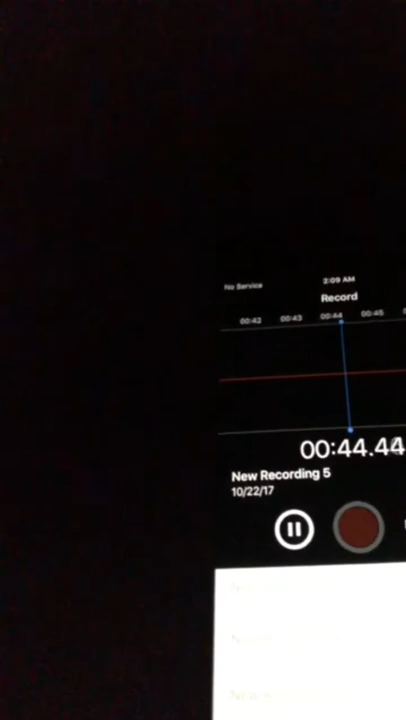 No Service 2:09 AM
Record
00:42 00:43 00:44 00:45
00:44.44
New Recording 5
10/22/17